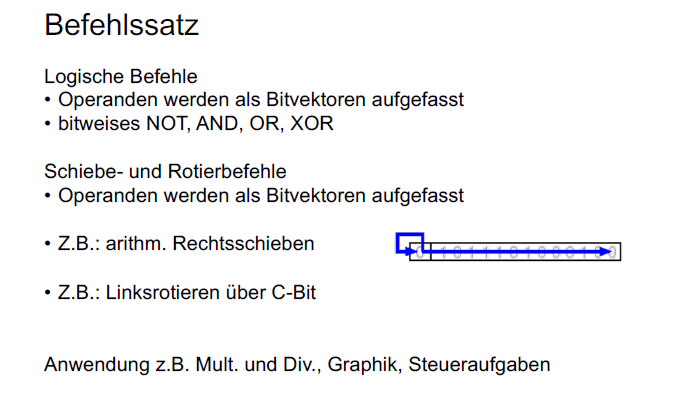 Befehlssatz
Logische Befehle
• Operanden werden als Bitvektoren aufgefasst
• bitweises NOT, AND, OR, XOR
Schiebe- und Rotierbefehle
• Operanden werden als Bitvektoren aufgefasst
• Z.B.: arithm. Rechtsschieben
• Z.B.: Linksrotieren über C-Bit
Anwendung z.B. Mult. und Div., Graphik, Steueraufgaben